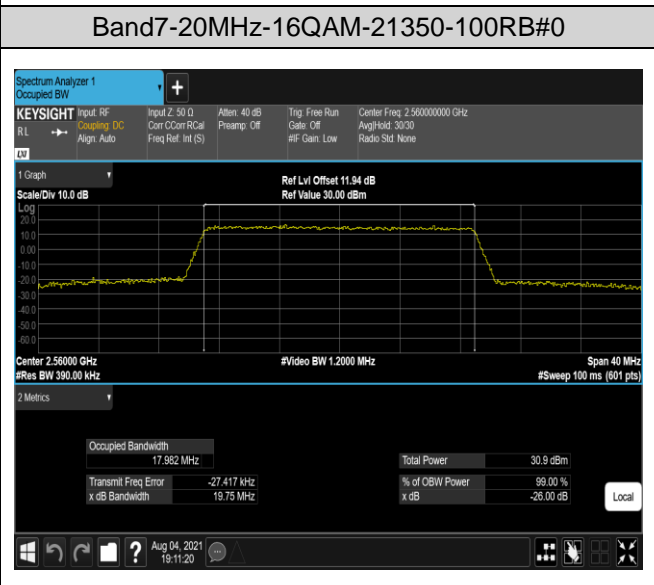 Band7-20MHz-16QAM-21350-100RB#0
Spectrum Analyzer 1
Occupied BW
+
KEYSIGHT Input: RF Input Z: 50 Ω Atten: 40 dB Trig: Free Run Center Freq: 2.560000000 GHz
RL Coupling: DC Corr CCorr RCal Preamp: Off Gate: Off Avg|Hold: 30/30
Align: Auto Freq Ref: Int (S) #IF Gain: Low Radio Std: None
LXI
1 Graph Ref Lvl Offset 11.94 dB
Scale/Div 10.0 dB Ref Value 30.00 dBm
Log
20.0
10.0
0.00
-10.0
-20.0
-30.0
-40.0
-50.0
-60.0
Center 2.56000 GHz #Video BW 1.2000 MHz Span 40 MHz
#Res BW 390.00 kHz #Sweep 100 ms (601 pts)
2 Metrics
Occupied Bandwidth
17.982 MHz Total Power 30.9 dBm
Transmit Freq Error -27.417 kHz % of OBW Power 99.00 %
x dB Bandwidth 19.75 MHz x dB -26.00 dB
Local
? Aug 04, 2021
19:11:20